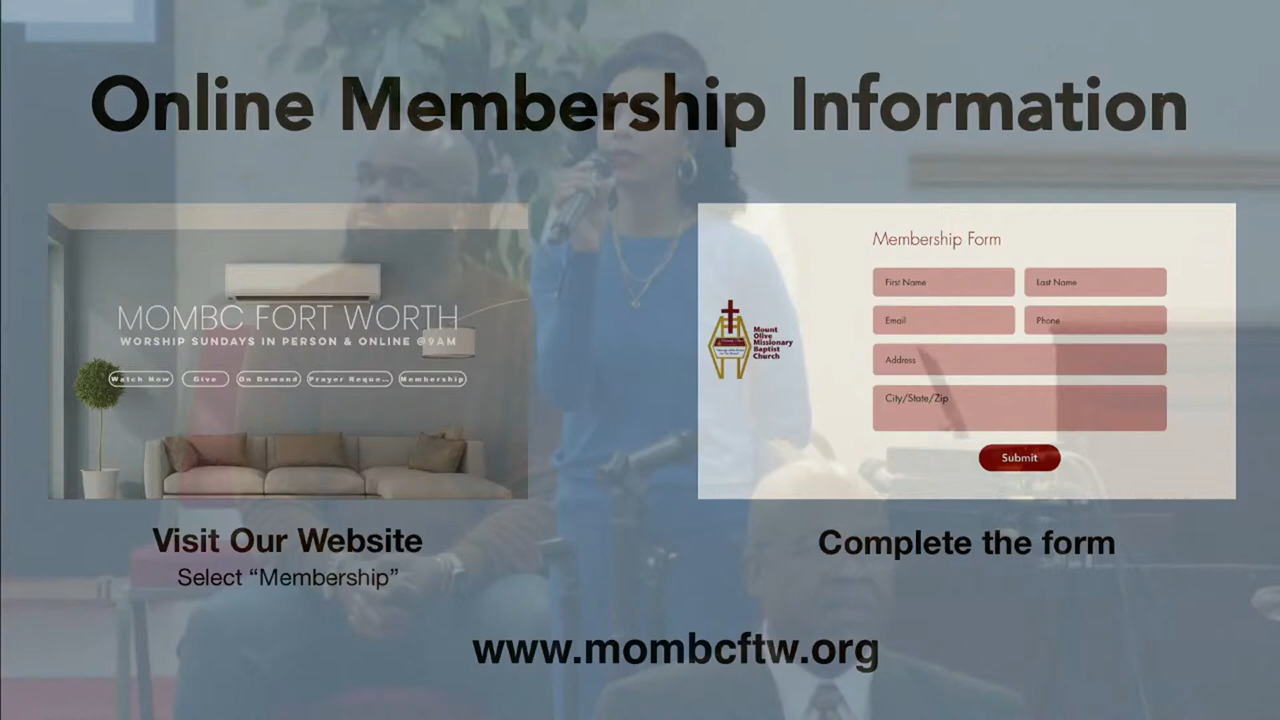 Online Membership Information
MOMBC FORT WORTH
WORSHIP SUNDAYS IN PERSON & ONLINE @9AM
Watch Now
Give
On Demand
Prayer Reque...
Membership
Visit Our Website
Select “Membership”
Membership Form
First Name
Last Name
Email
Phone
Address
City/State/Zip
Submit
Mount
Olive
Missionary
Baptist
Church
Complete the form
www.mombcftw.org